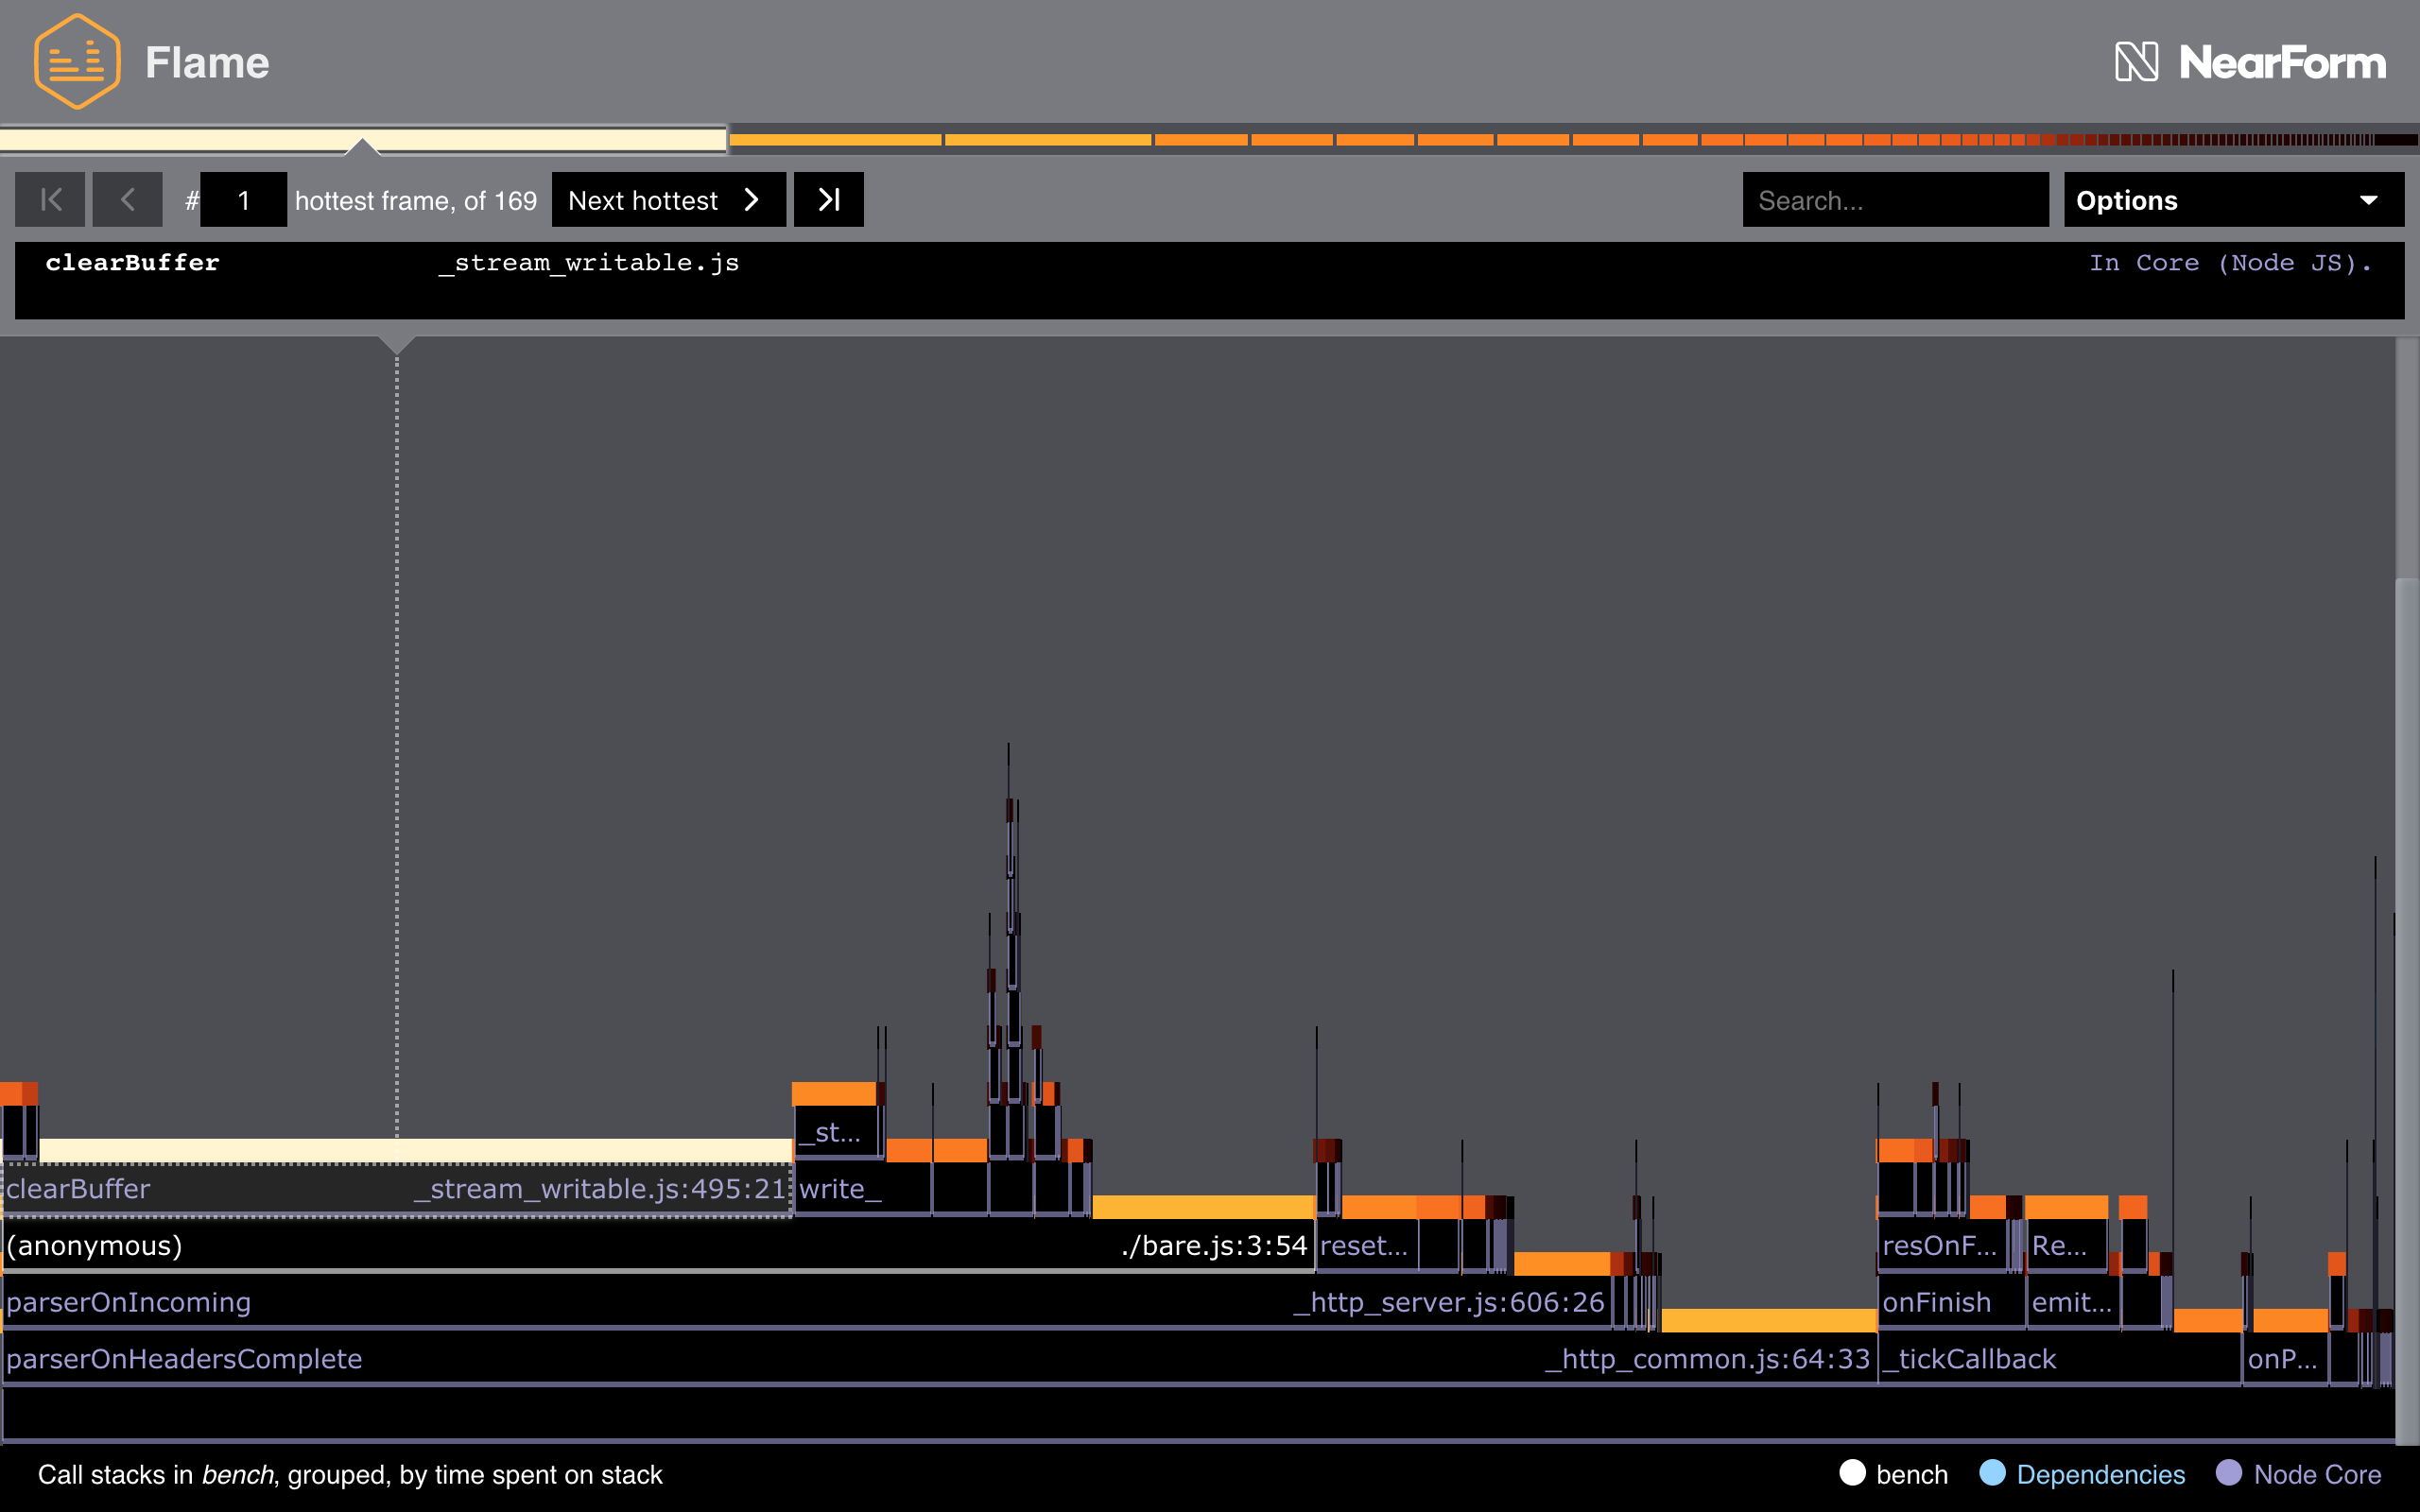 Flame
NearForm
# 1 hottest frame, of 169 Next hottest
Search...
Options
clearBuffer _stream_writable.js In Core (Node JS).
_st...
clearBuffer _stream_writable.js:495:21 write_
(anonymous) ./bare.js:3:54 reset... resOnF... Re...
parserOnIncoming _http_server.js:606:26 onFinish emit...
parserOnHeadersComplete _http_common.js:64:33 _tickCallback onP...
Call stacks in bench, grouped, by time spent on stack
bench Dependencies Node Core